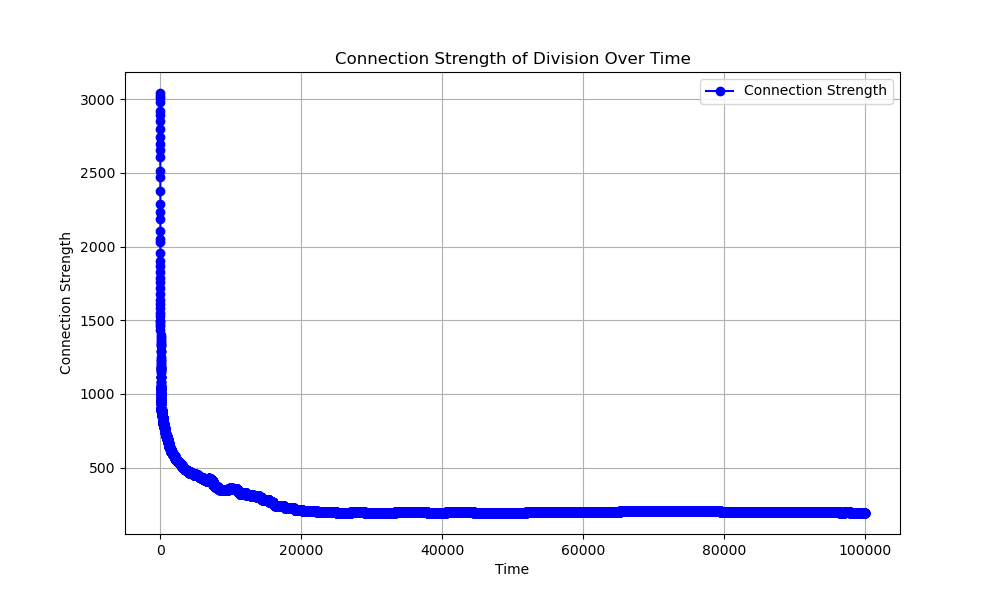 Connection Strength of Division Over Time
Connection Strength
3000
2500
2000
1500
1000
500
Connection Strength
0 20000 40000 60000 80000 100000
Time